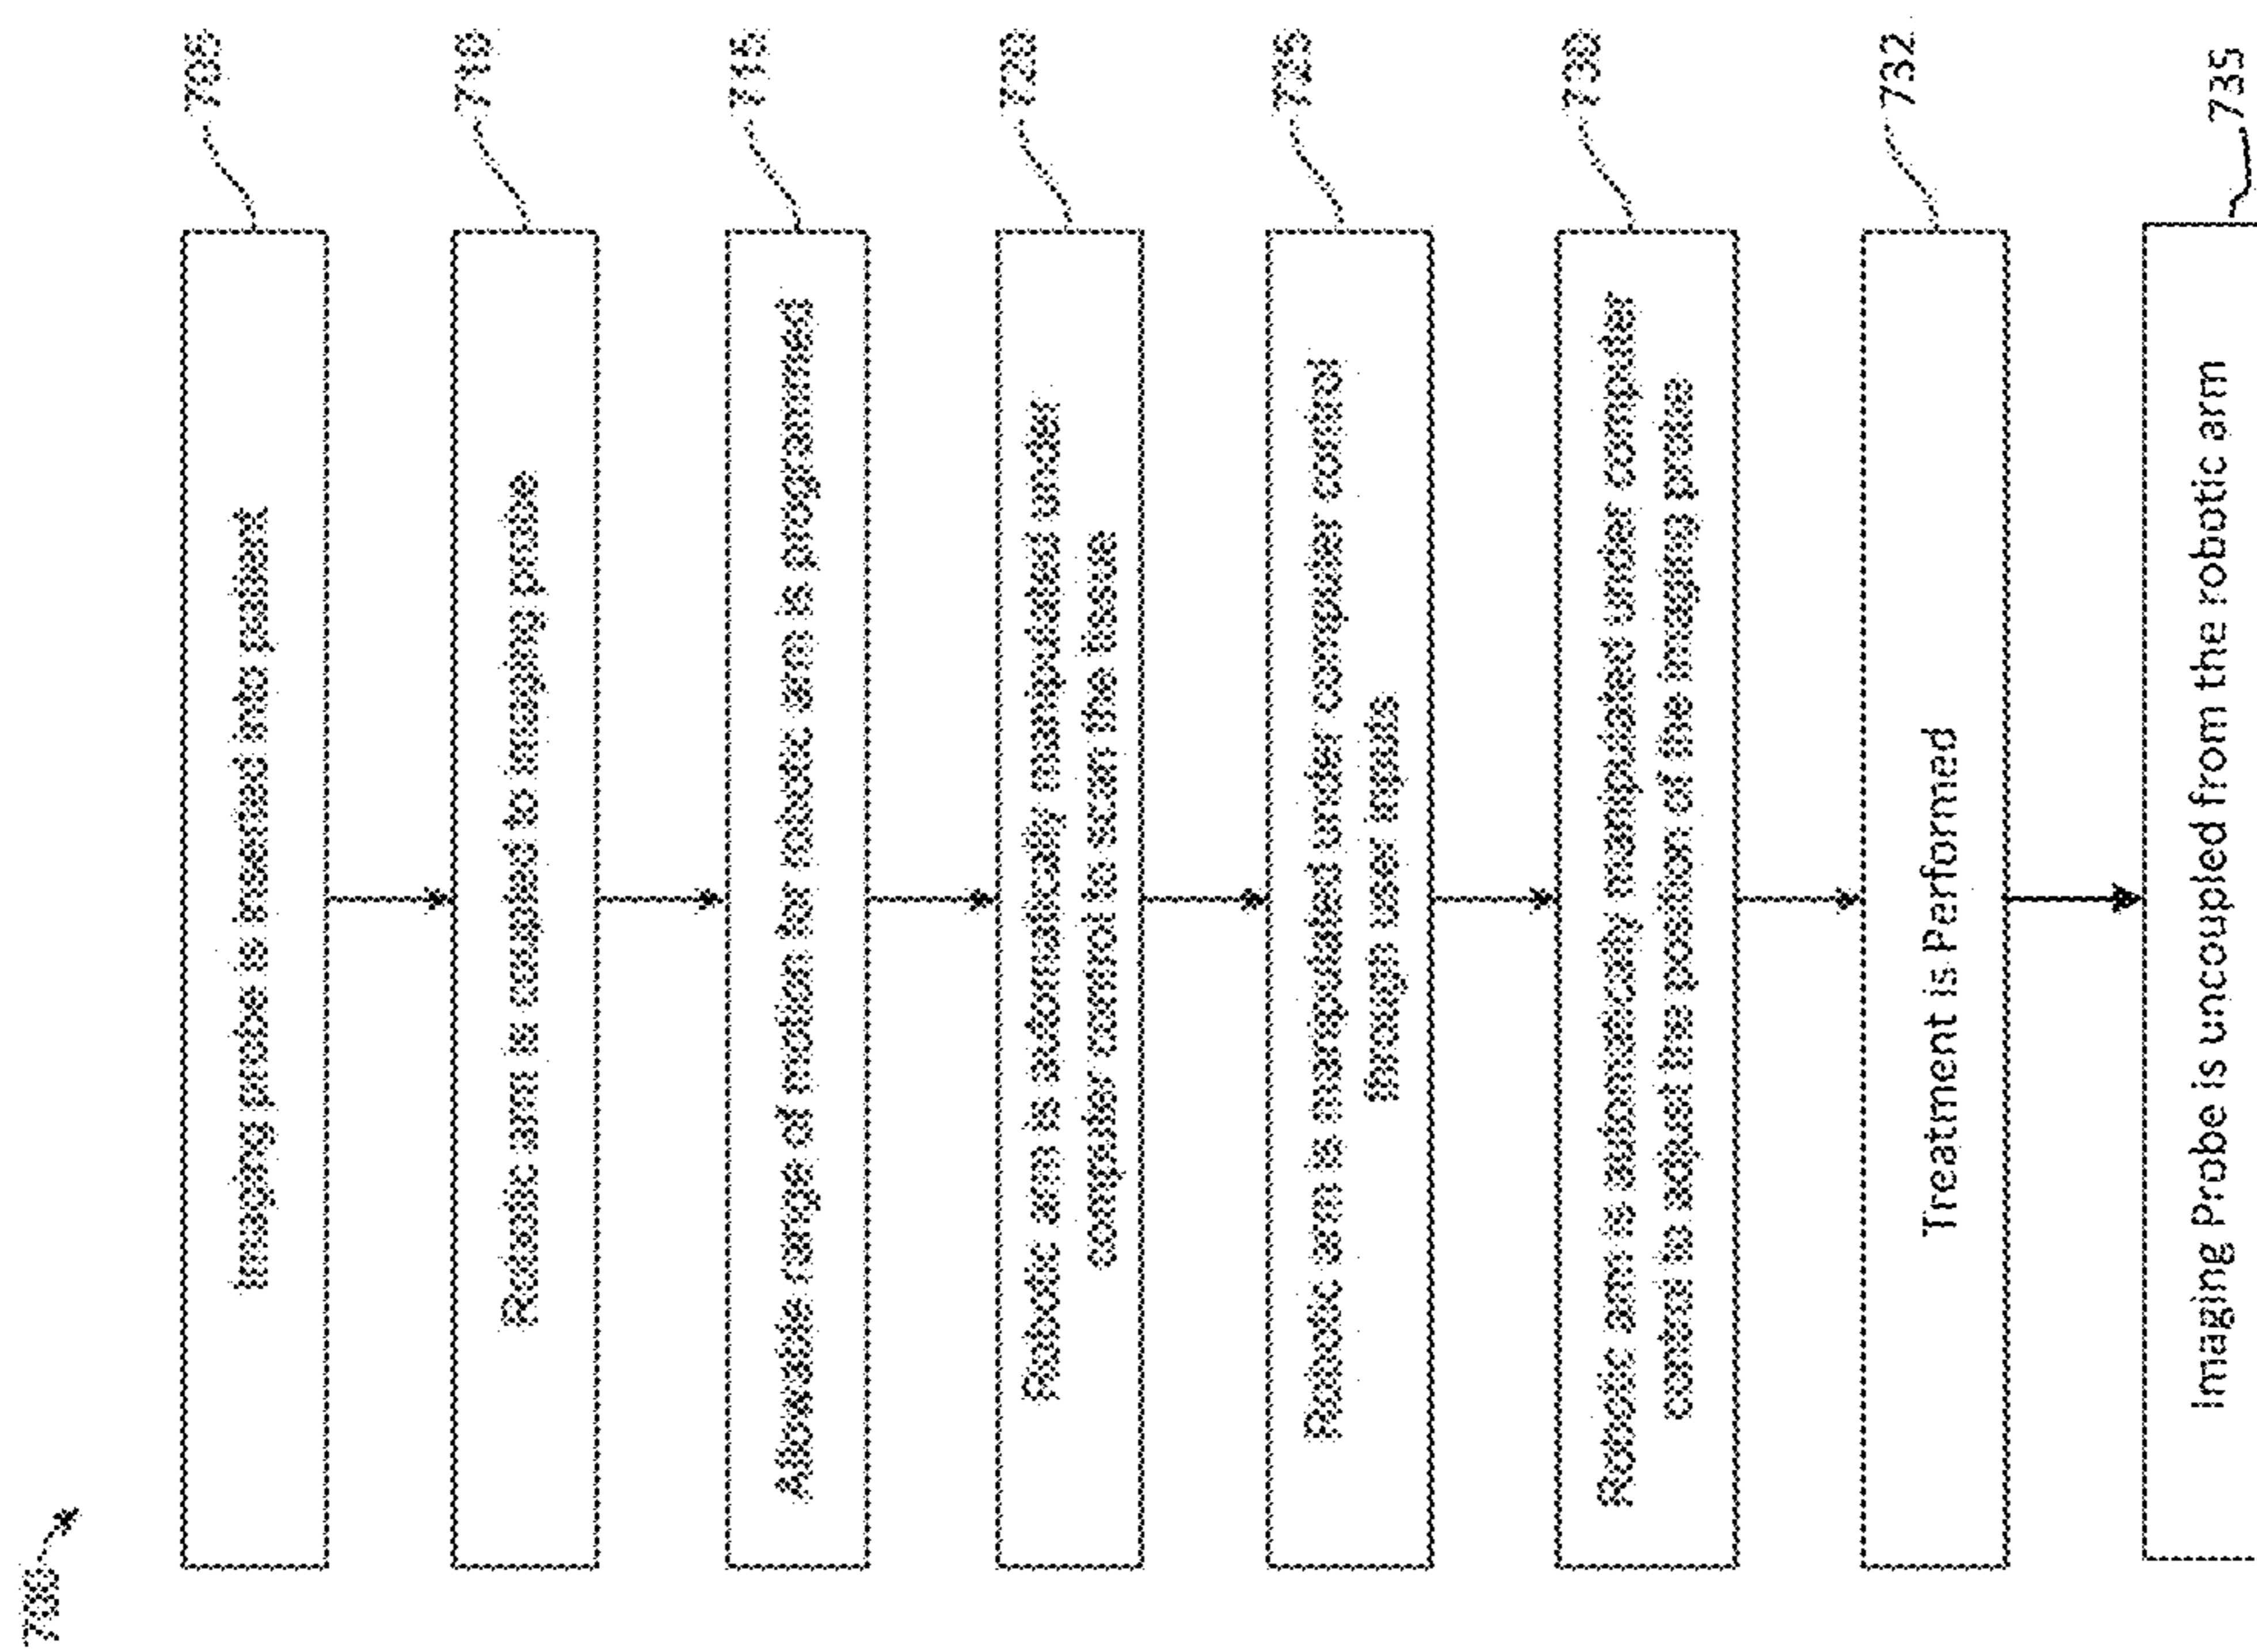 700
705
Imaging probe is inserted into patient
710
Robotic arm is coupled to imaging probe
715
Allowable range of motion for robotic arm is programmed
720
Robotic arm is automatically manipulated under
computer control to scan the tissue
725
Robotic arm is manipulated under computer control
through user inputs
730
Robotic arm is automatically manipulated under computer
control to adjust the position of the imaging probe
732
Treatment is Performed
735
Imaging Probe is uncoupled from the robotic arm